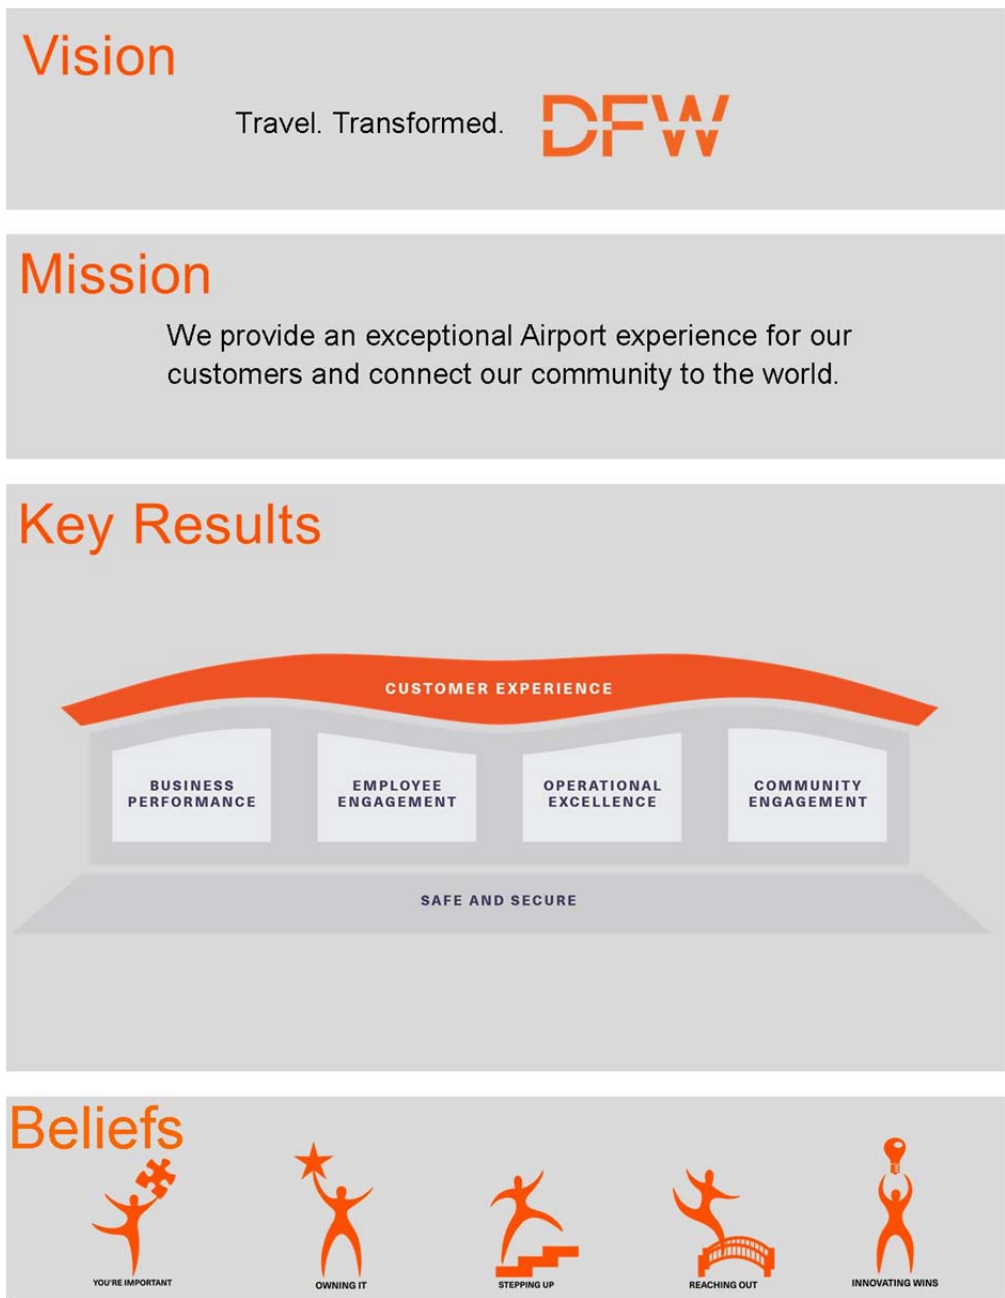 Vision
Travel. Transformed. DFW
Mission
We provide an exceptional Airport experience for our
customers and connect our community to the world.
Key Results
CUSTOMER EXPERIENCE
BUSINESS
PERFORMANCE
EMPLOYEE
ENGAGEMENT
OPERATIONAL
EXCELLENCE
COMMUNITY
ENGAGEMENT
SAFE AND SECURE
Beliefs
YOU'RE IMPORTANT
OWNING IT
STEPPING UP
REACHING OUT
INNOVATING WINS